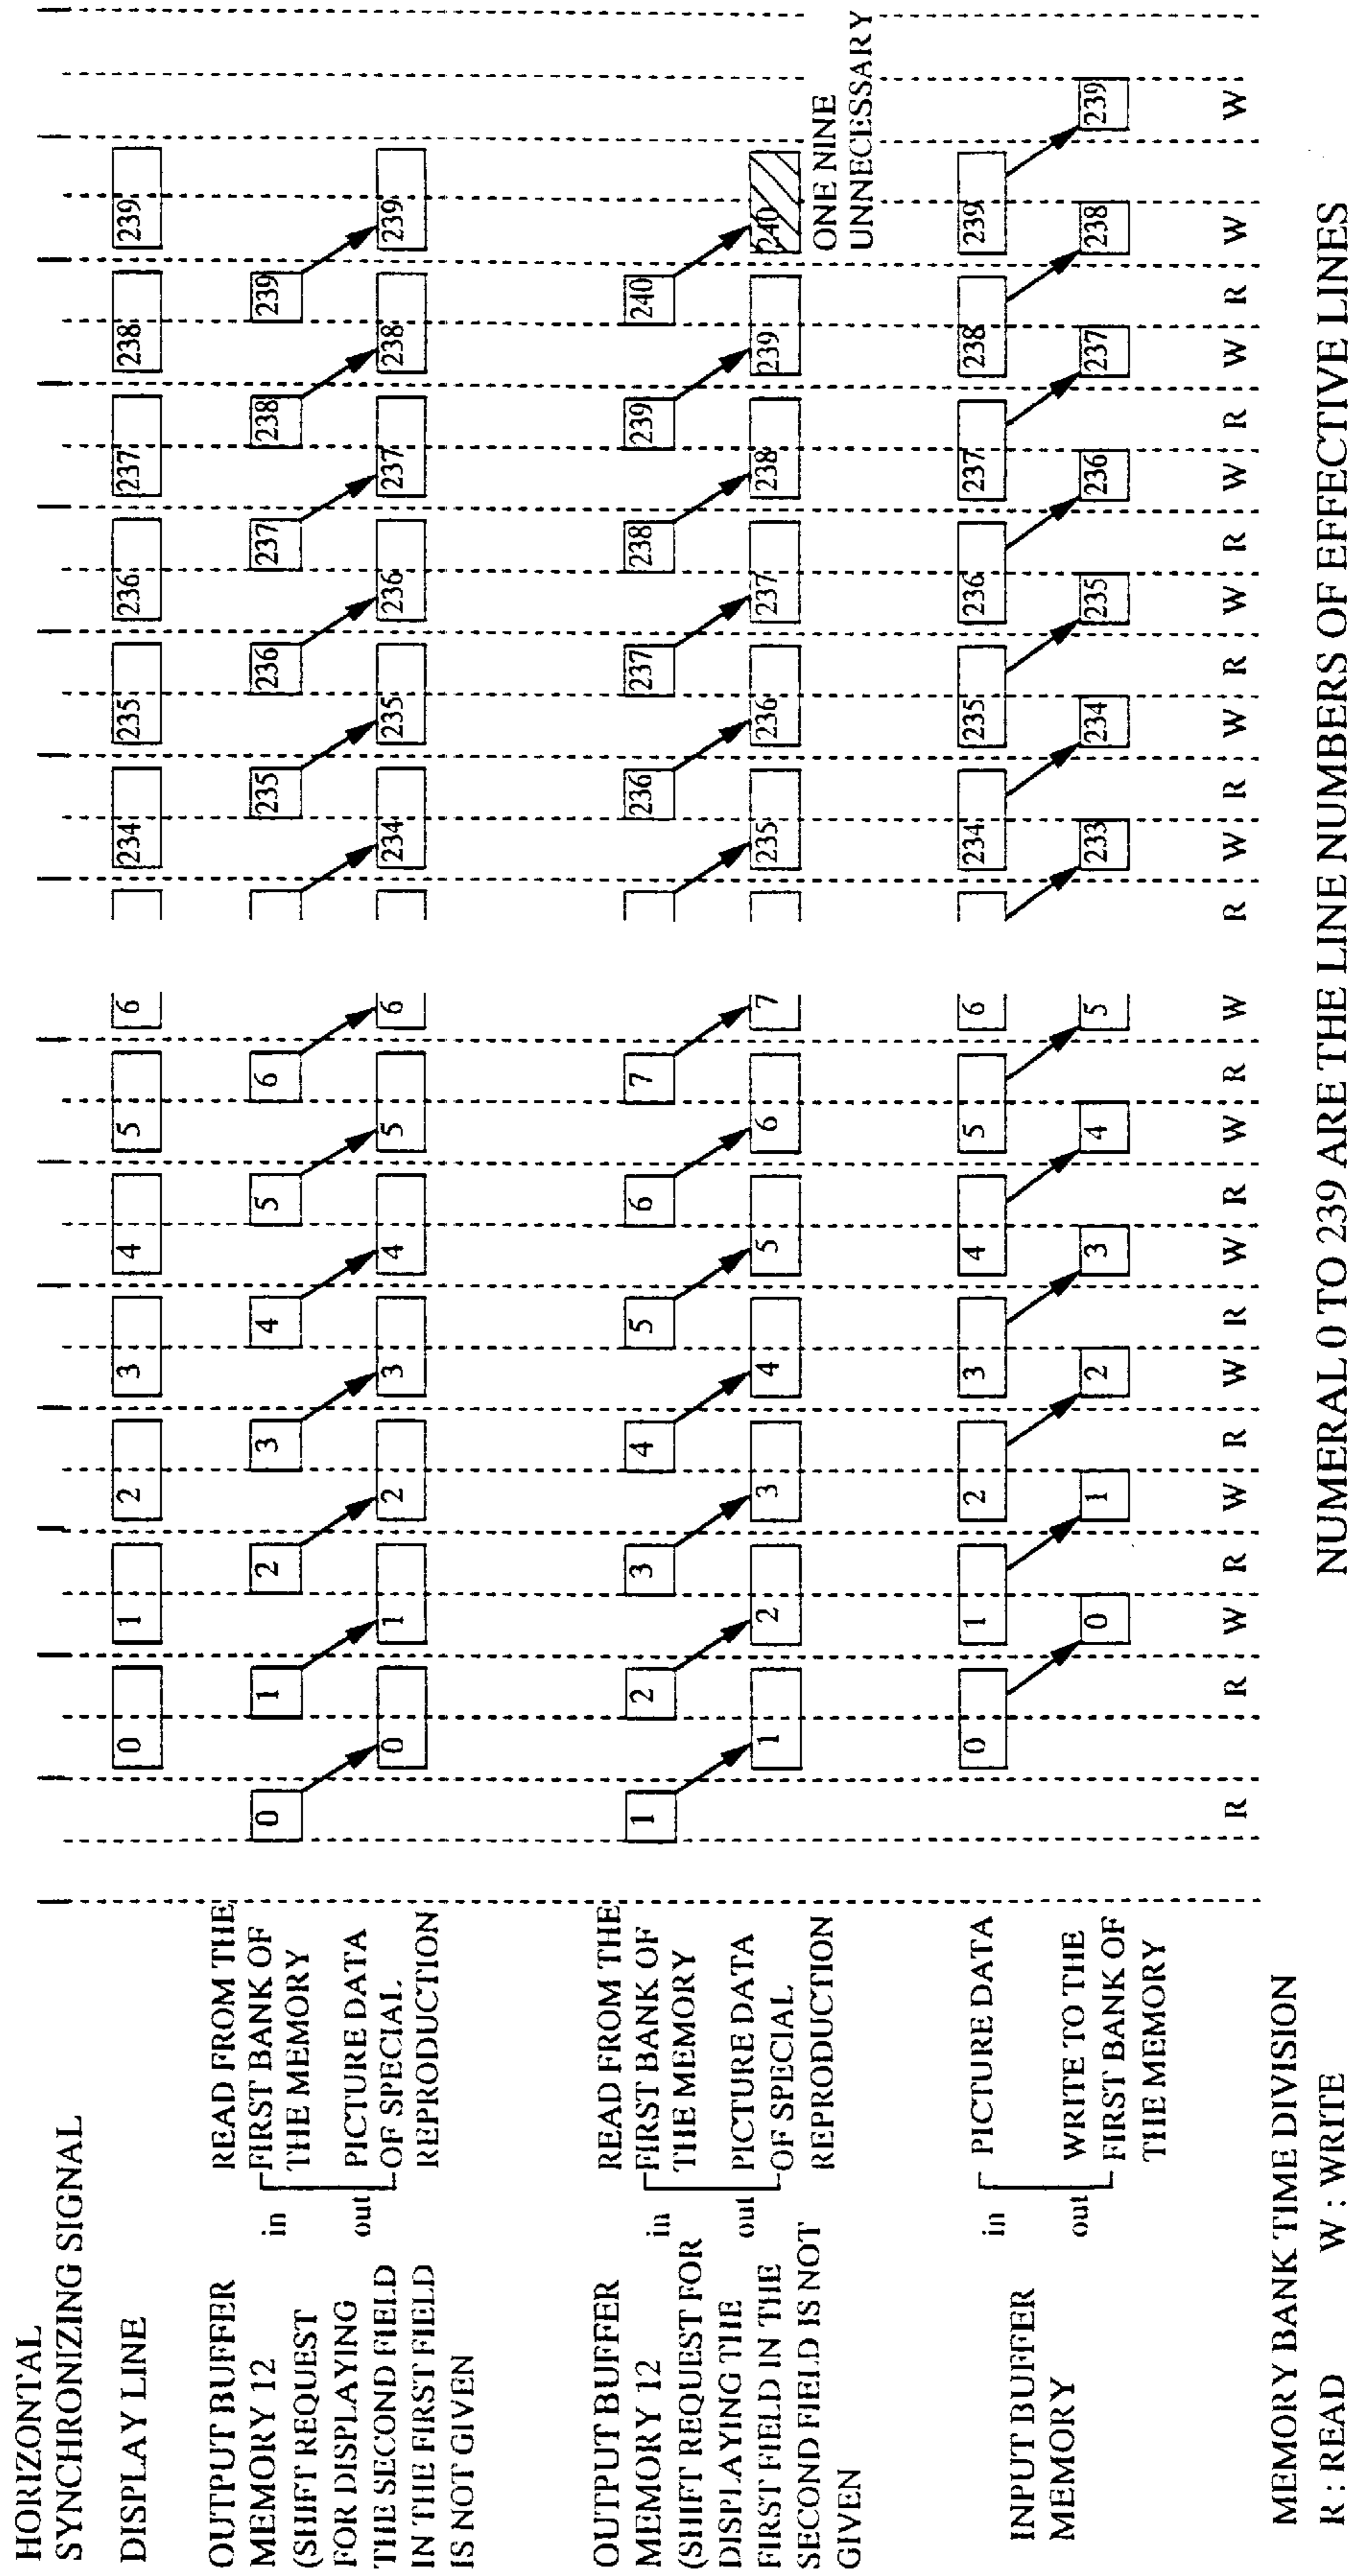 HORIZONTAL
SYNCHRONIZING SIGNAL
DISPLAY LINE
0 1 2 3 4 5 6 234 235 236 237 238 239
OUTPUT BUFFER
MEMORY 12
(SHIFT REQUEST
FOR DISPLAYING
THE SECOND FIELD
IN THE FIRST FIELD
IS NOT GIVEN
in
out
READ FROM THE
FIRST BANK OF
THE MEMORY
PICTURE DATA
OF SPECIAL
REPRODUCTION
0 1 2 3 4 5 6 235 236 237 238 239
0 1 2 3 4 5 6 234 235 236 237 238 239
OUTPUT BUFFER
MEMORY 12
(SHIFT REQUEST FOR
DISPLAYING THE
FIRST FIELD IN THE
SECOND FIELD IS NOT
GIVEN
in
out
READ FROM THE
FIRST BANK OF
THE MEMORY
PICTURE DATA
OF SPECIAL
REPRODUCTION
1 2 3 4 5 6 7 236 237 238 239 240
1 2 3 4 5 6 7 235 236 237 238 239 240
ONE NINE
UNNECESSARY
INPUT BUFFER
MEMORY
in
out
PICTURE DATA
WRITE TO THE
FIRST BANK OF
THE MEMORY
0 1 2 3 4 5 6 234 235 236 237 238 239
0 1 2 3 4 5 233 234 235 236 237 238 239
R R W R W R W R W R W R W R W R W R W R W R W R W W
MEMORY BANK TIME DIVISION
R : READ W : WRITE
NUMERAL 0 TO 239 ARE THE LINE NUMBERS OF EFFECTIVE LINES